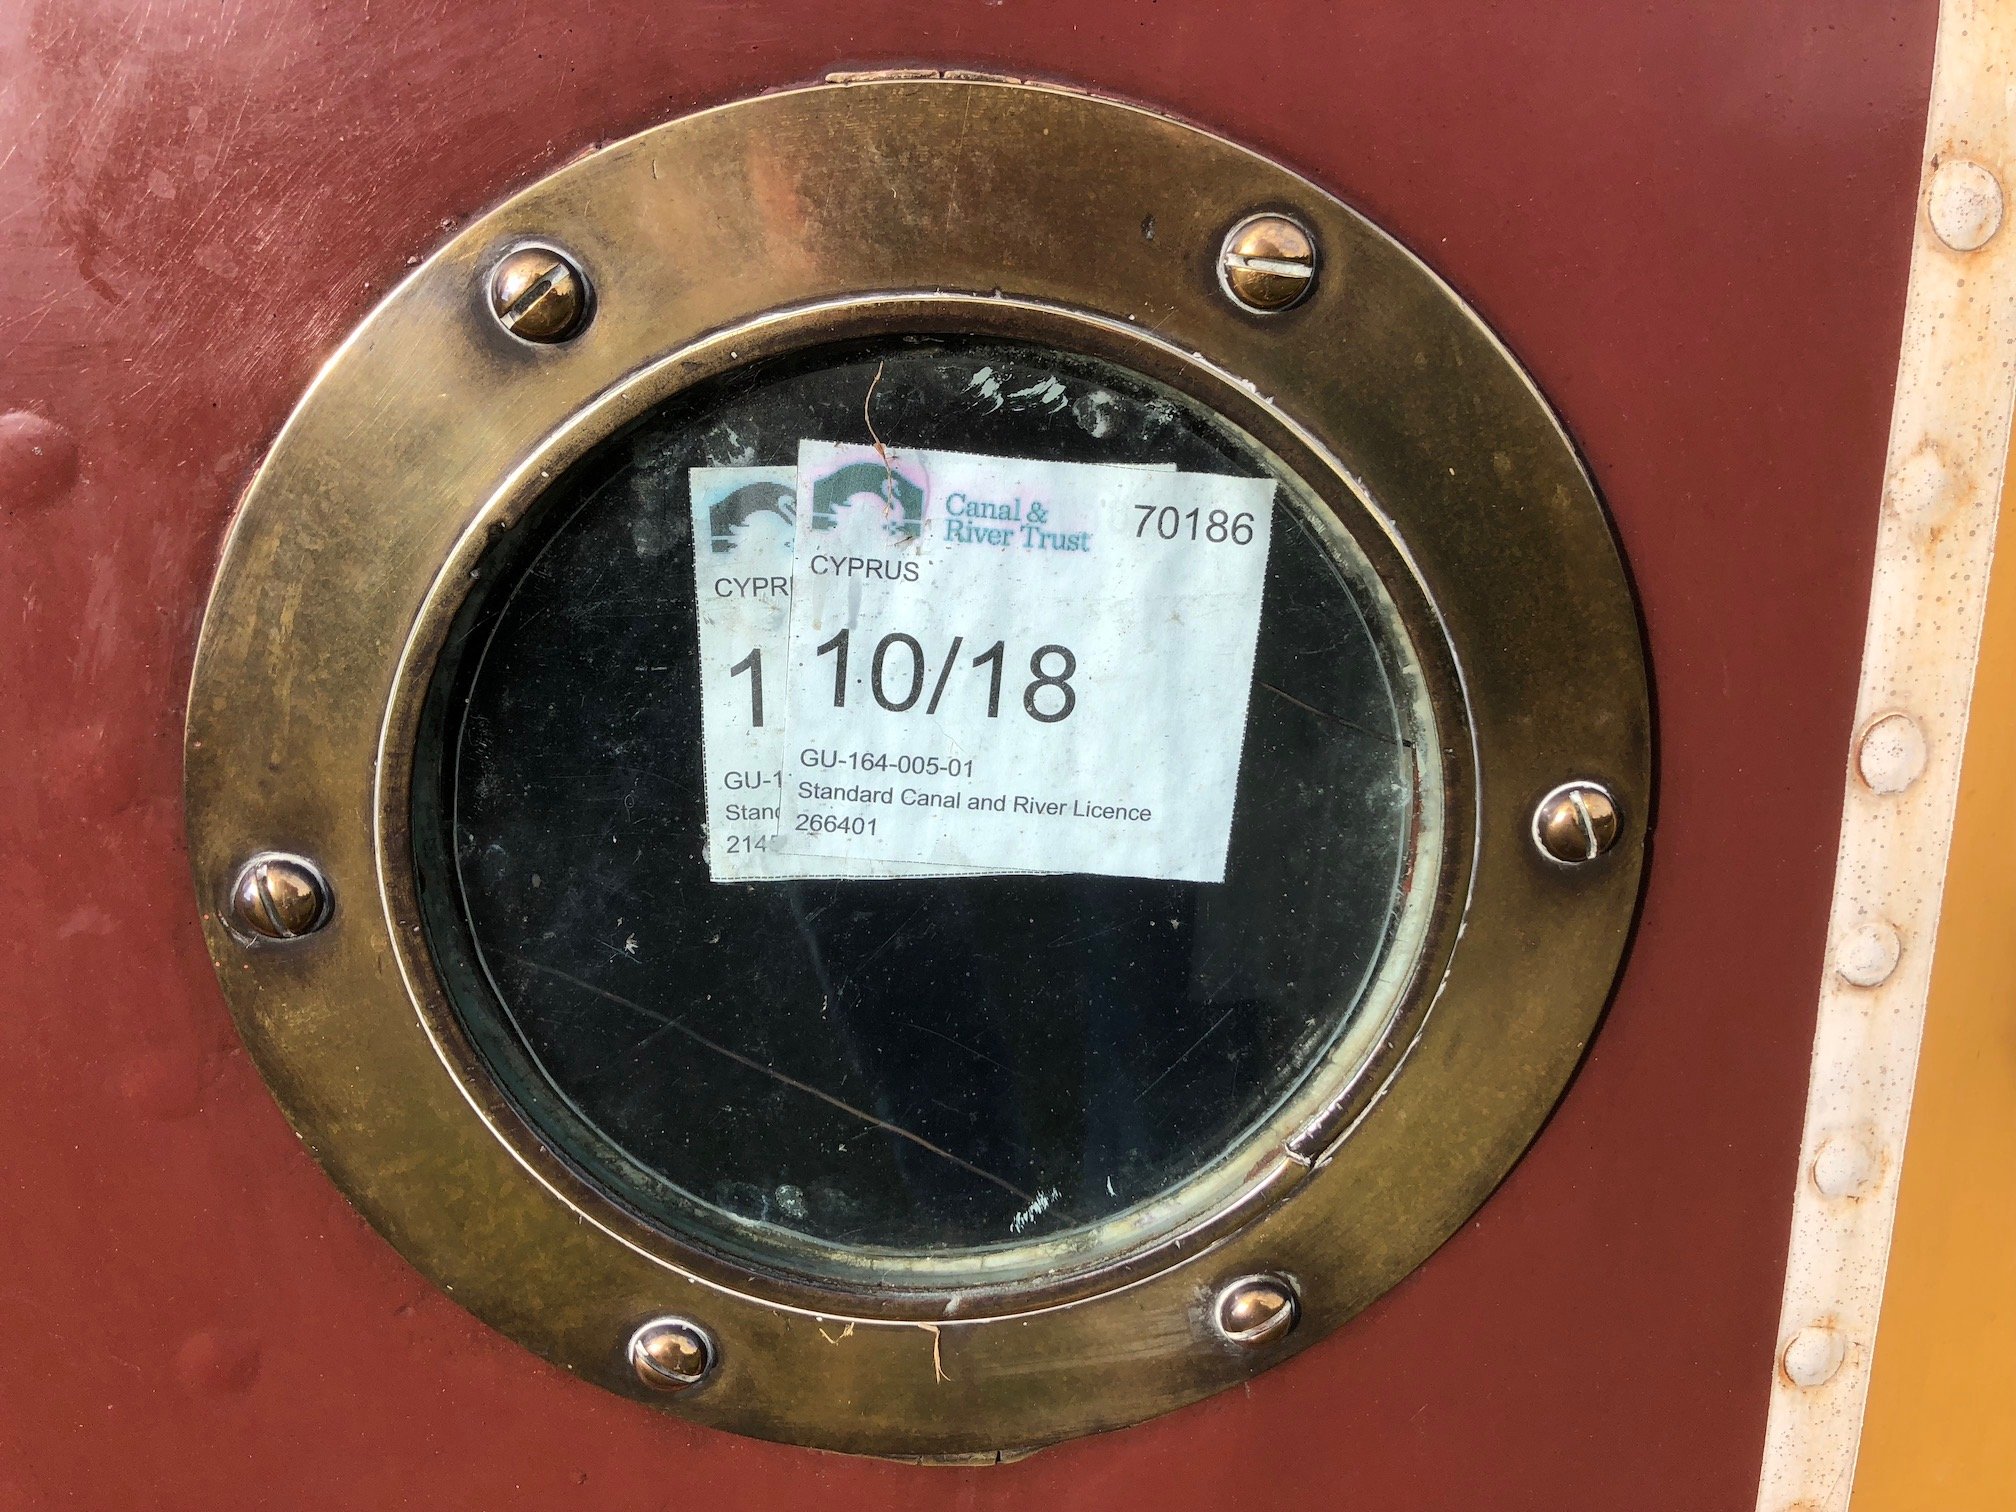 Canal &
River Trust
70186
CYPRUS
10/18
GU-164-005-01
Standard Canal and River Licence
266401
CYPR
1
GU-1
Stand
214